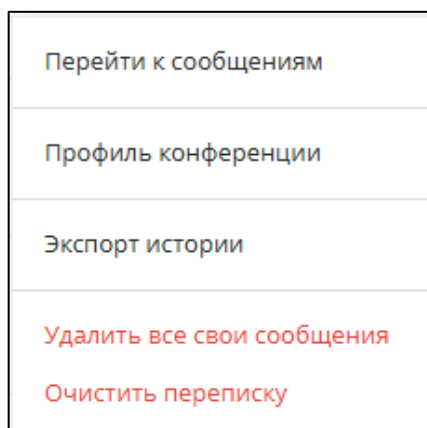 Перейти к сообщениям
Профиль конференции
Экспорт истории
Удалить все свои сообщения
Очистить переписку